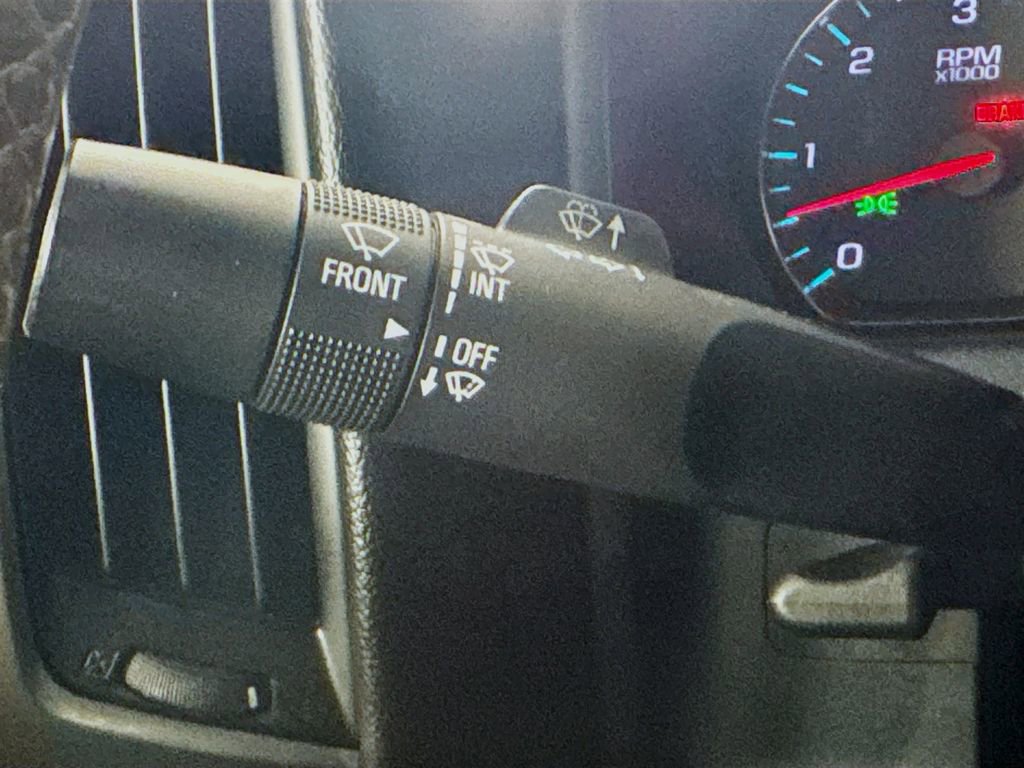 3
2
RPM
x1000
1
0
FRONT
INT
OFF